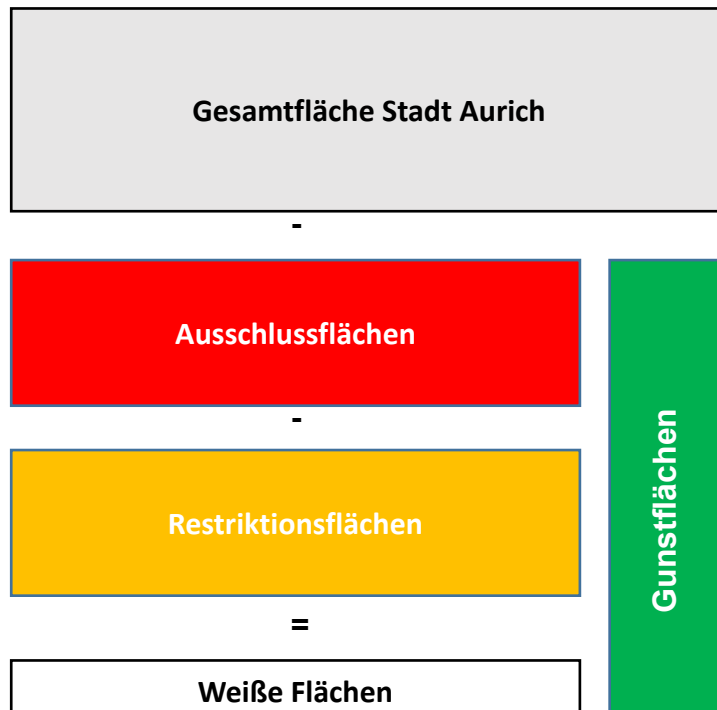 Gesamtfläche Stadt Aurich
-
Ausschlussflächen
-
Restriktionsflächen
=
Weiße Flächen
Gunstflächen